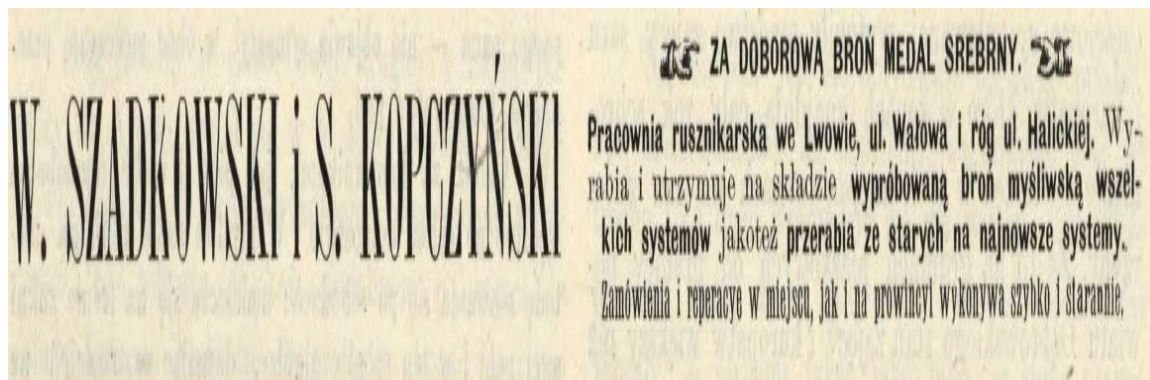 W. SZADKOWSKI i S. KOPCZYŃSKI
ZA DOBOROWĄ BROŃ MEDAL SREBRNY.
Pracownia rusznikarska we Lwowie, ul. Wałowa i róg ul. Halickiej. Wy-
rabia i utrzymuje na składzie wypróbowaną broń myśliwską wszel-
kich systemów jakoteż przerabia ze starych na najnowsze systemy.
Zamówienia i reperacye w miejscu, jak i na prowincyi wykonywa szybko i starannie.